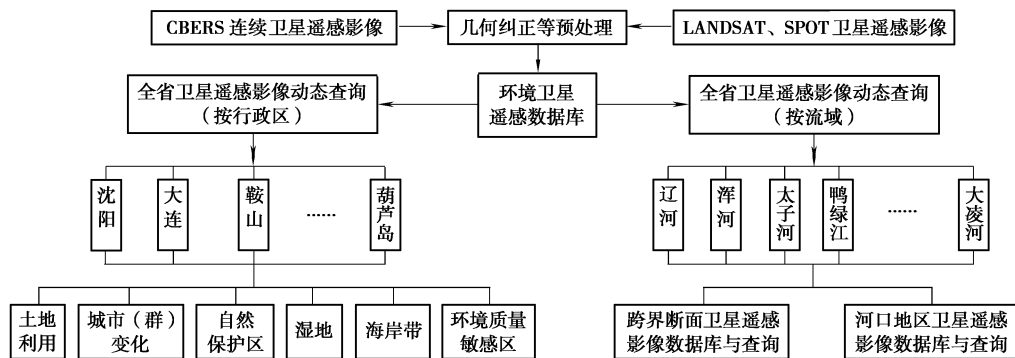 CBERS 连续卫星遥感影像
几何纠正等预处理
LANDSAT、SPOT 卫星遥感影像
全省卫星遥感影像动态查询
（按行政区）
环境卫星
遥感数据库
全省卫星遥感影像动态查询
（按流域）
沈阳
大连
鞍山
……
葫芦岛
辽河
浑河
太子河
鸭绿江
……
大凌河
土地
利用
城市（群）
变化
自然
保护区
湿地
海岸带
环境质量
敏感区
跨界断面卫星遥感
影像数据库与查询
河口地区卫星遥感
影像数据库与查询